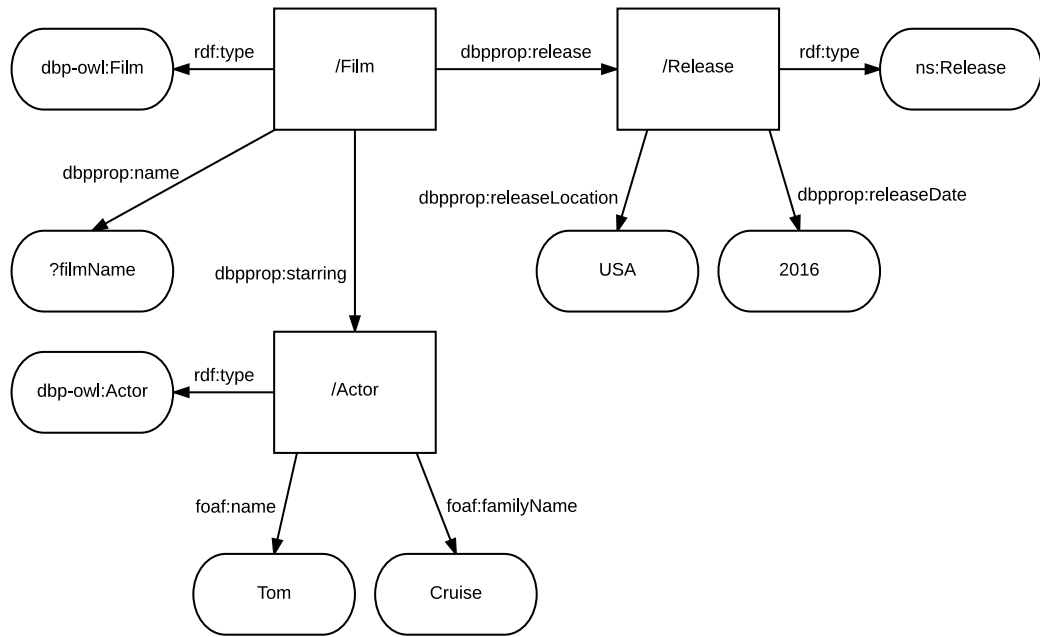 rdf:type
dbpprop:release
rdf:type
dbp-owl:Film
/Film
/Release
ns:Release
dbpprop:name
dbpprop:releaseLocation
dbpprop:releaseDate
?filmName
dbpprop:starring
USA
2016
rdf:type
dbp-owl:Actor
/Actor
foaf:name
foaf:familyName
Tom
Cruise